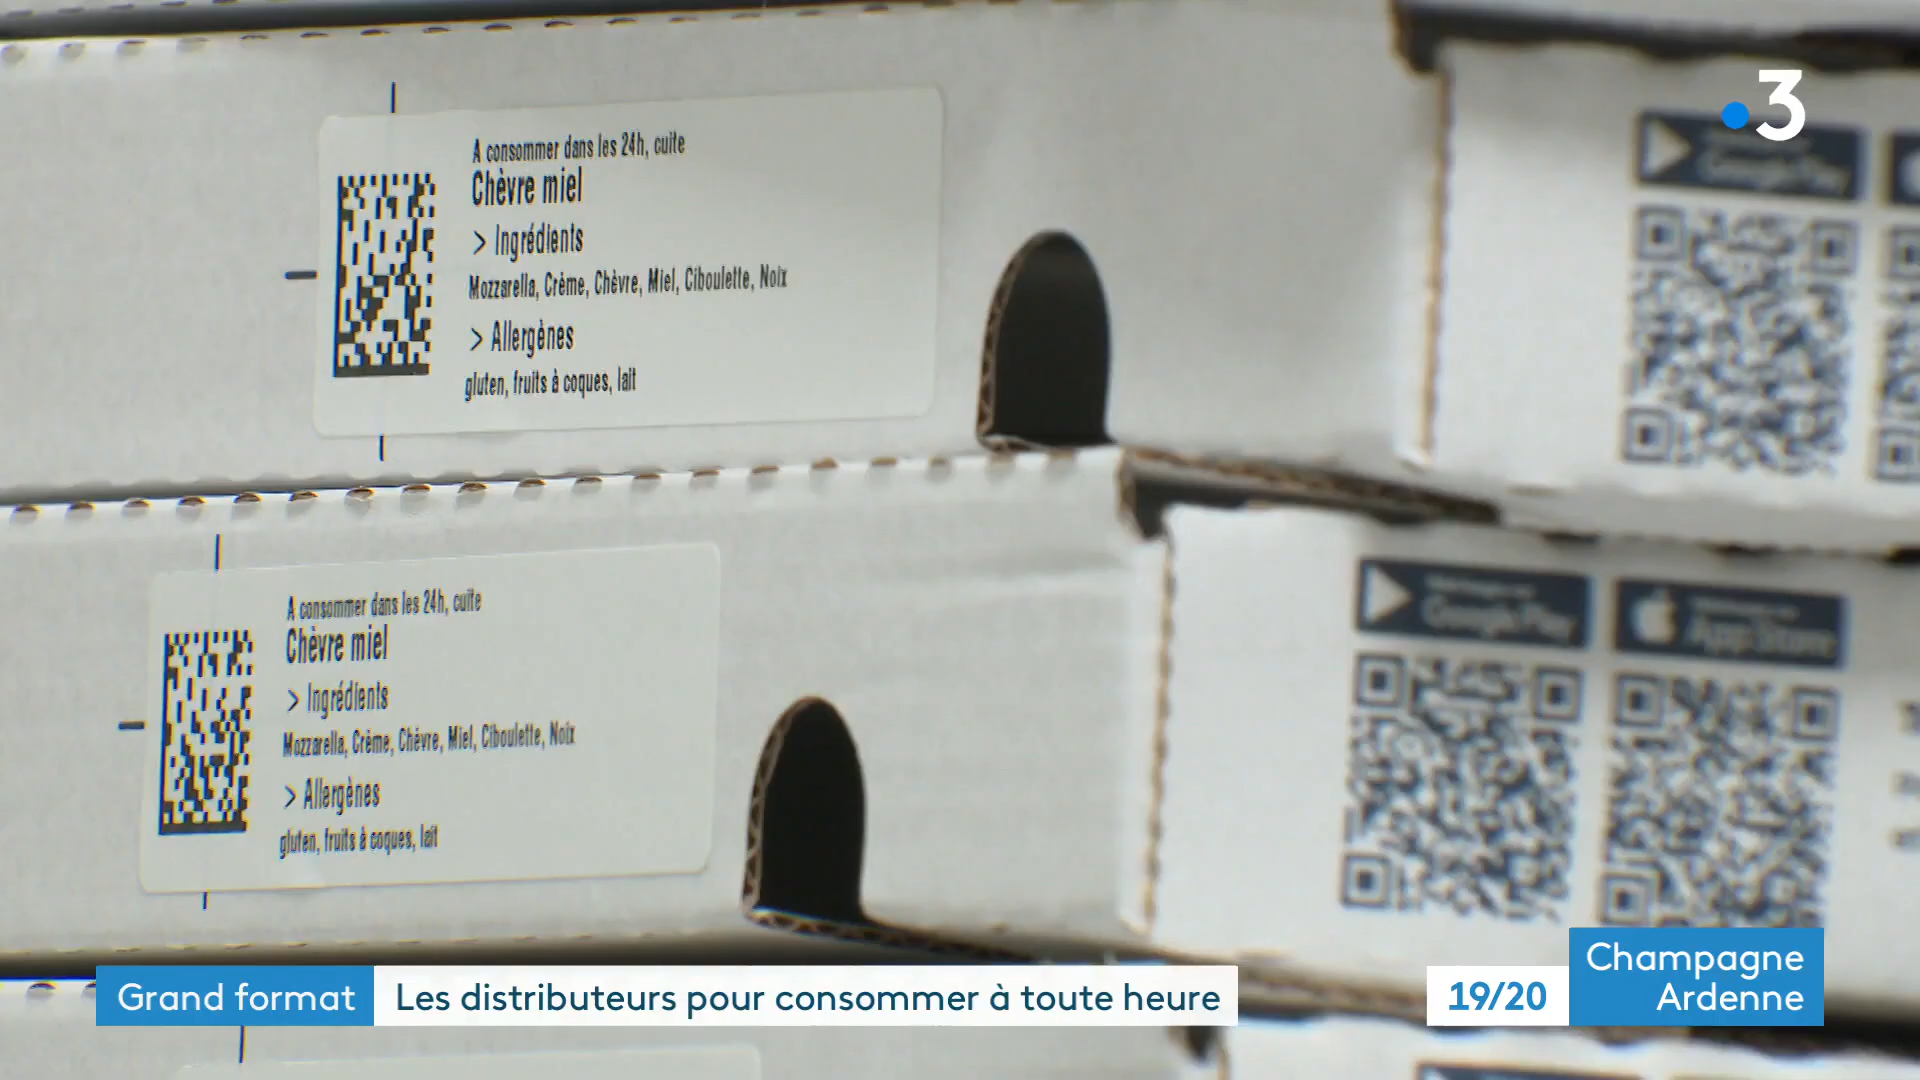 A consommer dans les 24h, cuite
Chèvre miel
> Ingrédients
Mozzarella, Crème, Chèvre, Miel, Ciboulette, Noix
> Allergènes
gluten, fruits à coques, lait
3
Google Play
A consommer dans les 24h, cuite
Chèvre miel
> Ingrédients
Mozzarella, Crème, Chèvre, Miel, Ciboulette, Noix
> Allergènes
gluten, fruits à coques, lait
Google Play
App Store
Grand format
Les distributeurs pour consommer à toute heure
19/20
Champagne
Ardenne